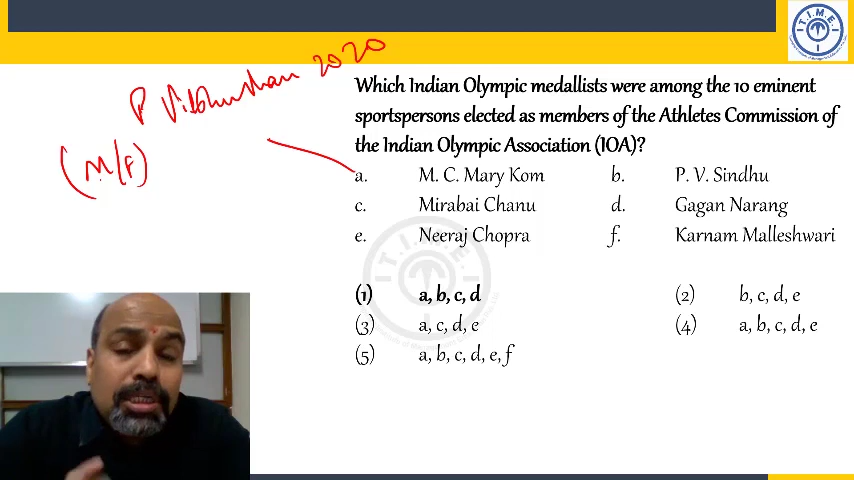 T.I.M.E.
P Vibhushan 2020
(M/F)
Which Indian Olympic medallists were among the 10 eminent
sportspersons elected as members of the Athletes Commission of
the Indian Olympic Association (IOA)?
a. M. C. Mary Kom b. P. V. Sindhu
c. Mirabai Chanu d. Gagan Narang
e. Neeraj Chopra f. Karnam Malleshwari
(1) a, b, c, d (2) b, c, d, e
(3) a, c, d, e (4) a, b, c, d, e
(5) a, b, c, d, e, f